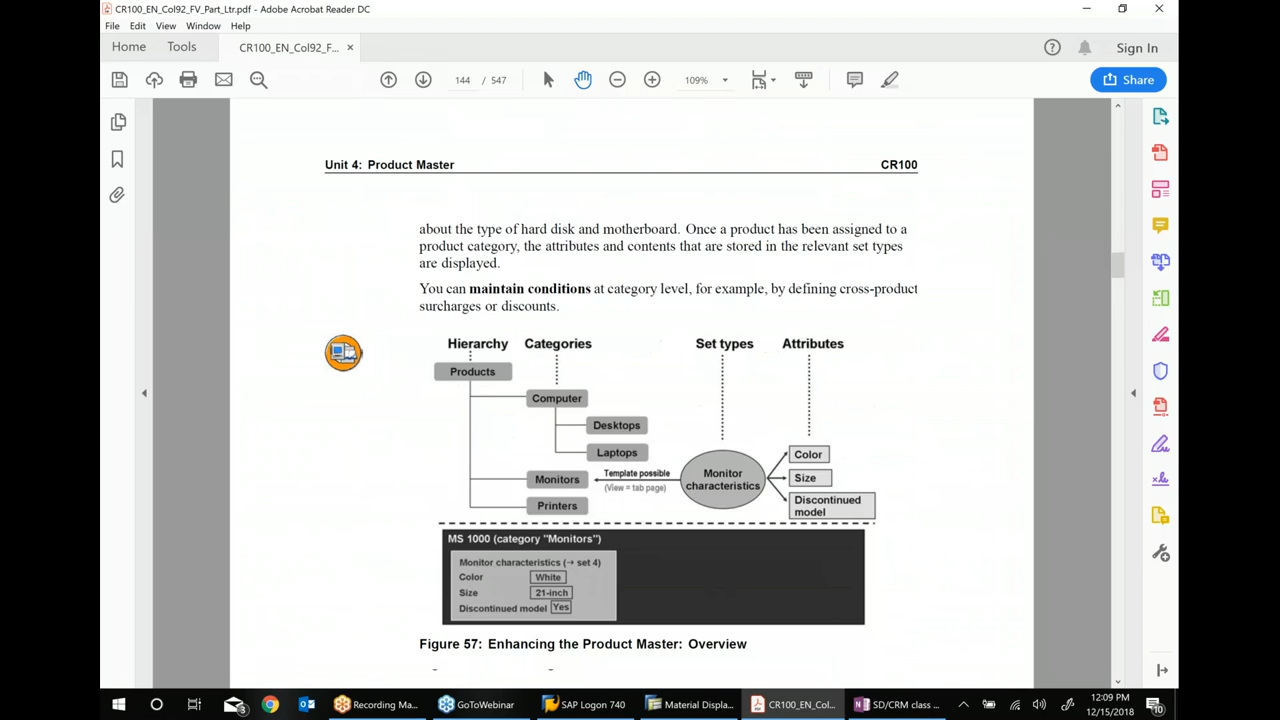 CR100_EN_Col92_FV_Part_Ltr.pdf - Adobe Acrobat Reader DC
File Edit View Window Help
Home Tools CR100_EN_Col92_F... × Sign In
144 / 547 109% Share
Unit 4: Product Master CR100
about the type of hard disk and motherboard. Once a product has been assigned to a
product category, the attributes and contents that are stored in the relevant set types
are displayed.
You can maintain conditions at category level, for example, by defining cross-product
surcharges or discounts.
Hierarchy Categories Set types Attributes
Products
Computer
Desktops
Laptops
Monitors
Printers
Template possible
(View = tab page)
Monitor
characteristics
Color
Size
Discontinued
model
MS 1000 (category "Monitors")
Monitor characteristics (→ set 4)
Color White
Size 21-inch
Discontinued model Yes
Figure 57: Enhancing the Product Master: Overview
Recording Ma... GoToWebinar SAP Logon 740 Material Displa... CR100_EN_Col... SD/CRM class ...
12:09 PM
12/15/2018